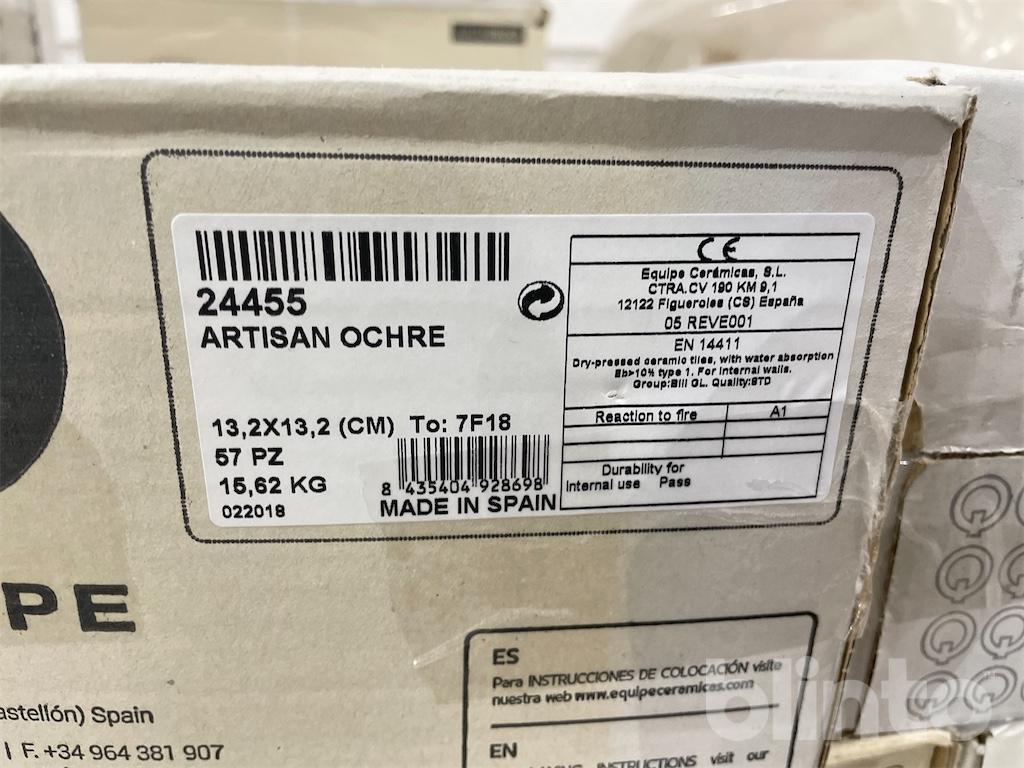 24455
ARTISAN OCHRE
13,2X13,2 (CM) To: 7F18
57 PZ
15,62 KG
022018
8 435404 928698
MADE IN SPAIN
CE
Equipe Cerámicas, S.L.
CTRA.CV 190 KM 9,1
12122 Figueroles (CS) España
05 REVE001
EN 14411
Dry-pressed ceramic tiles, with water absorption
Eb>10% type 1. For internal walls.
Group:BIII GL. Quality:STD
Reaction to fire A1
Durability for
Internal use Pass
PE
astellón) Spain
| F. +34 964 381 907
ES
Para INSTRUCCIONES DE COLOCACIÓN visite
nuestra web www.equipeceramicas.com
EN
INSTRUCTIONS visit our
blinto